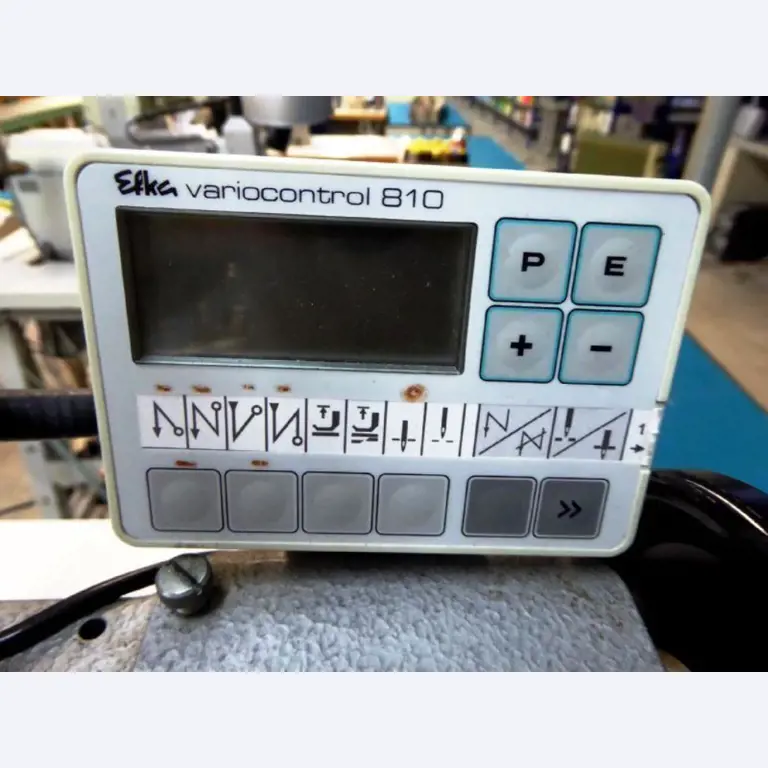 Efka variocontrol 810
P E
+ -
1
>>